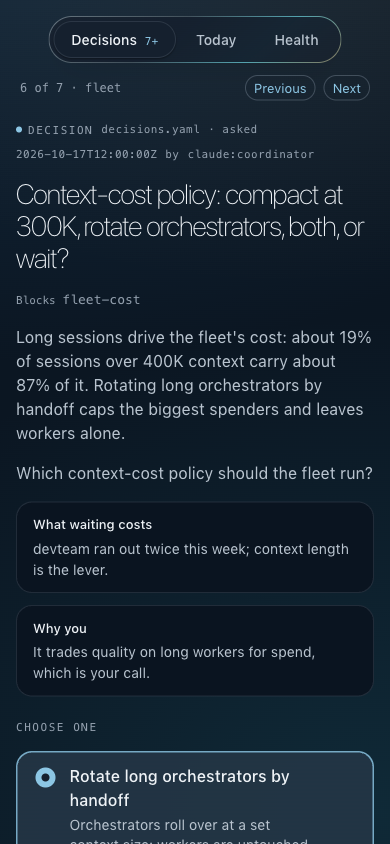 Decisions 7+ Today Health
6 of 7 · fleet Previous Next
DECISION decisions.yaml · asked
2026-10-17T12:00:00Z by claude:coordinator
Context-cost policy: compact at
300K, rotate orchestrators, both, or
wait?
Blocks fleet-cost
Long sessions drive the fleet's cost: about 19%
of sessions over 400K context carry about
87% of it. Rotating long orchestrators by
handoff caps the biggest spenders and leaves
workers alone.
Which context-cost policy should the fleet run?
What waiting costs
devteam ran out twice this week; context length
is the lever.
Why you
It trades quality on long workers for spend,
which is your call.
CHOOSE ONE
Rotate long orchestrators by
handoff
Orchestrators roll over at a set
context size; workers are untouched